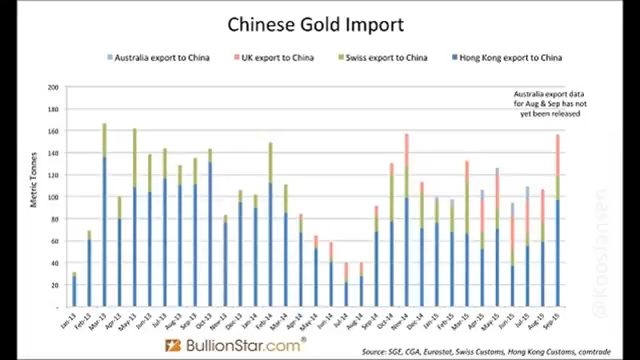 Chinese Gold Import
Australia export to China
UK export to China
Swiss export to China
Hong Kong export to China
Australia export data
for Aug & Sep has not
yet been released
Metric Tonnes
200
180
160
140
120
100
80
60
40
20
-
Jan-13
Feb-13
Mar-13
Apr-13
May-13
Jun-13
Jul-13
Aug-13
Sep-13
Oct-13
Nov-13
Dec-13
Jan-14
Feb-14
Mar-14
Apr-14
May-14
Jun-14
Jul-14
Aug-14
Sep-14
Oct-14
Nov-14
Dec-14
Jan-15
Feb-15
Mar-15
Apr-15
May-15
Jun-15
Jul-15
Aug-15
Sep-15
@KoosJansen
BullionStar.com®
Source: SGE, CGA, Eurostat, Swiss Customs, Hong Kong Customs, comtrade